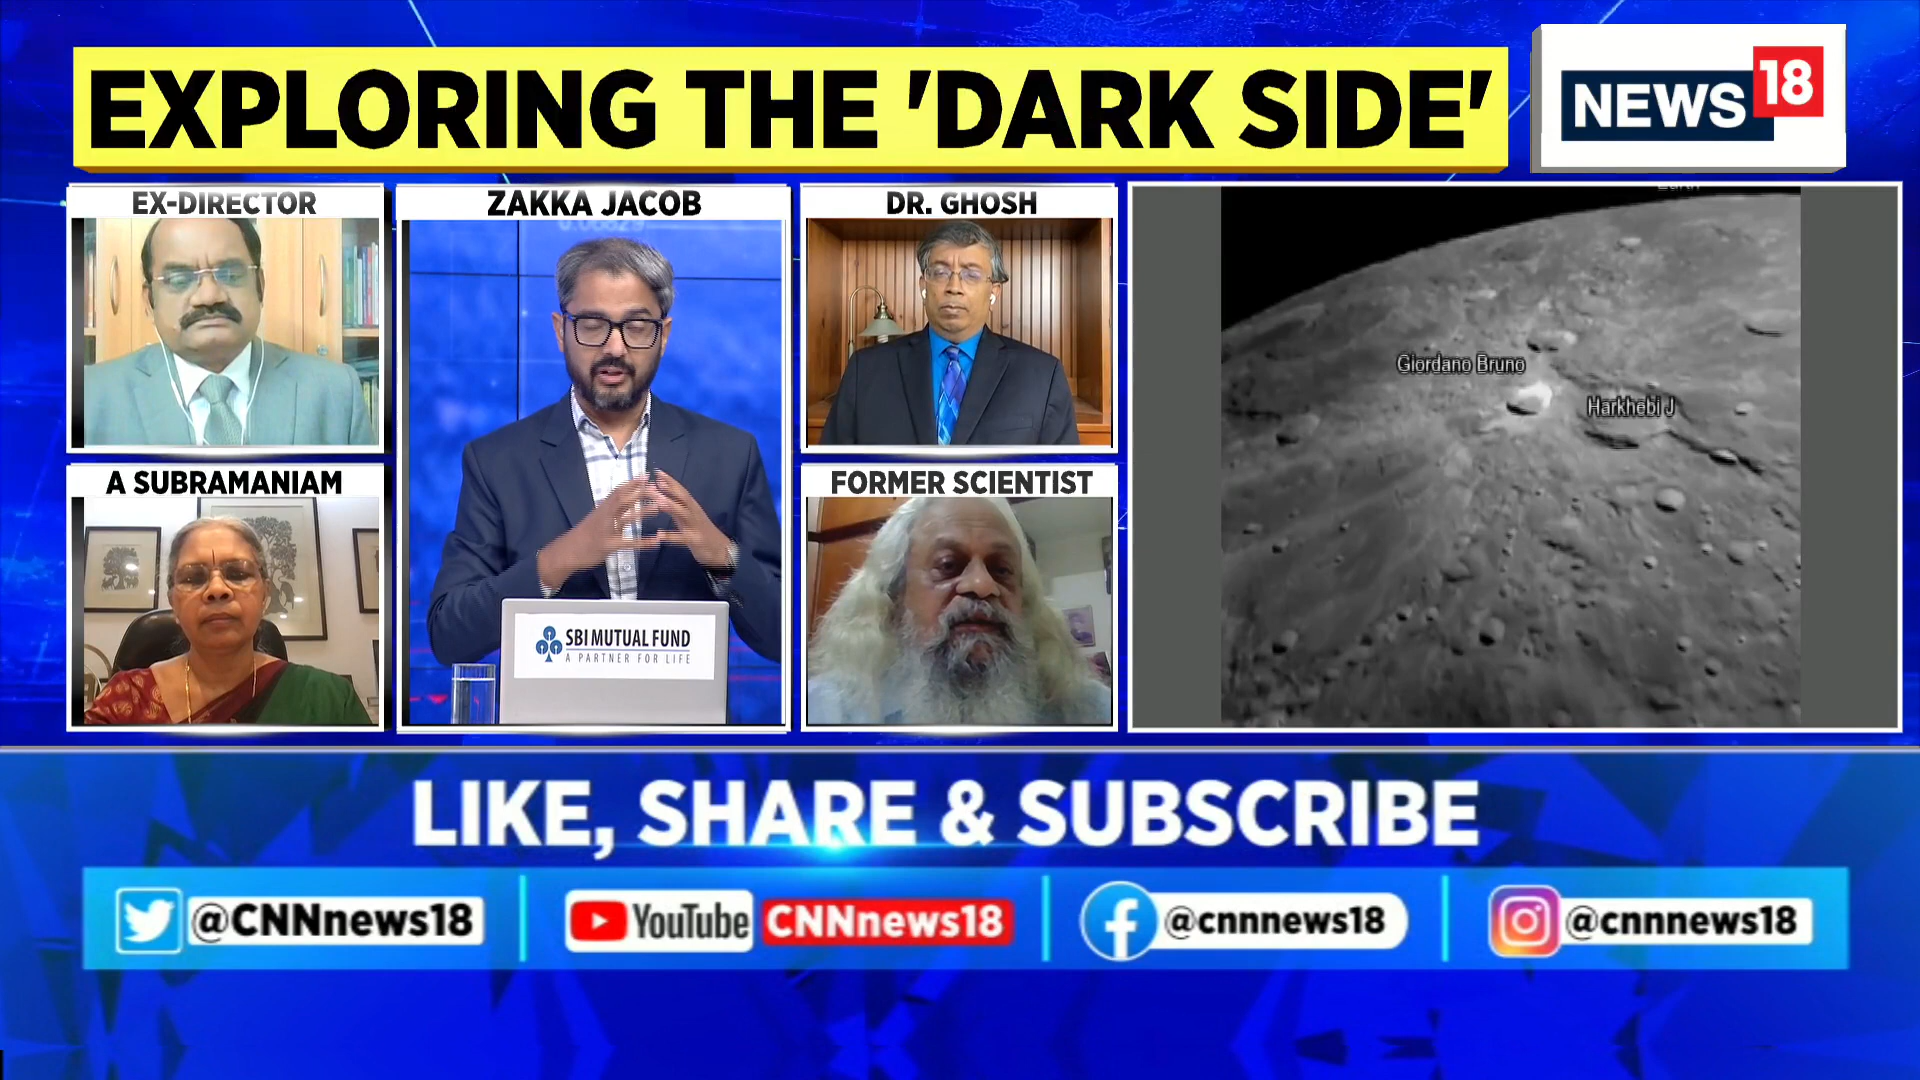 EXPLORING THE 'DARK SIDE'
NEWS18
EX-DIRECTOR
ZAKKA JACOB
DR. GHOSH
Giordano Bruno
Harkhebi J
A SUBRAMANIAM
FORMER SCIENTIST
SBI MUTUAL FUND
A PARTNER FOR LIFE
LIKE, SHARE & SUBSCRIBE
@CNNnews18
YouTube CNNnews18
@cnnnews18
@cnnnews18